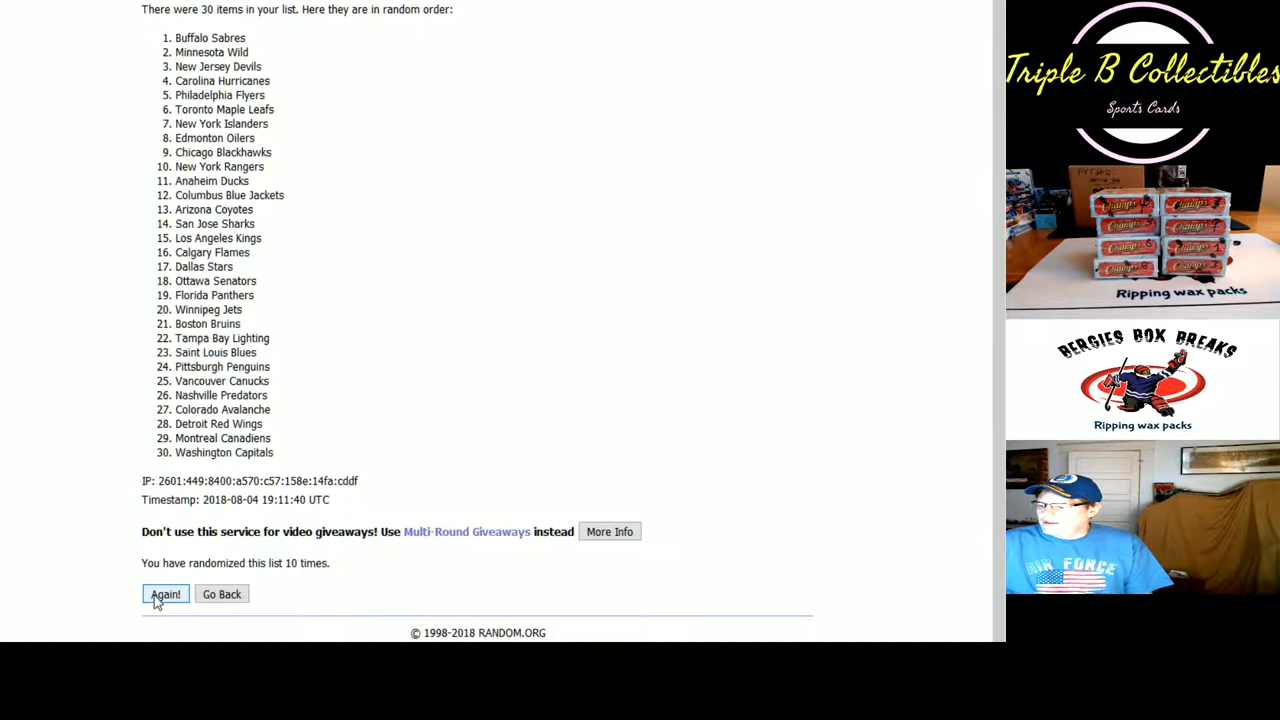 There were 30 items in your list. Here they are in random order:
1. Buffalo Sabres
2. Minnesota Wild
3. New Jersey Devils
4. Carolina Hurricanes
5. Philadelphia Flyers
6. Toronto Maple Leafs
7. New York Islanders
8. Edmonton Oilers
9. Chicago Blackhawks
10. New York Rangers
11. Anaheim Ducks
12. Columbus Blue Jackets
13. Arizona Coyotes
14. San Jose Sharks
15. Los Angeles Kings
16. Calgary Flames
17. Dallas Stars
18. Ottawa Senators
19. Florida Panthers
20. Winnipeg Jets
21. Boston Bruins
22. Tampa Bay Lighting
23. Saint Louis Blues
24. Pittsburgh Penguins
25. Vancouver Canucks
26. Nashville Predators
27. Colorado Avalanche
28. Detroit Red Wings
29. Montreal Canadiens
30. Washington Capitals
IP: 2601:449:8400:a570:c57:158e:14fa:cddf
Timestamp: 2018-08-04 19:11:40 UTC
Don't use this service for video giveaways! Use Multi-Round Giveaways instead More Info
You have randomized this list 10 times.
Again! Go Back
© 1998-2018 RANDOM.ORG
Triple B Collectibles
Sports Cards
Champ's Champ's
Champ's Champ's
Champ's Champ's
Champ's Champ's
Ripping wax packs
BERGIES BOX BREAKS
Ripping wax packs
AIR FORCE